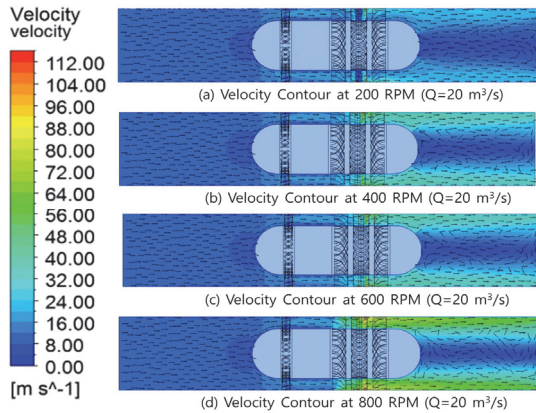 Velocity
velocity
112.00
96.00
88.00
80.00
72.00
64.00
56.00
48.00
40.00
32.00
24.00
16.00
8.00
0.00
[m s^-1]
(a) Velocity Contour at 200 RPM (Q=20 m³/s)
(b) Velocity Contour at 400 RPM (Q=20 m³/s)
(c) Velocity Contour at 600 RPM (Q=20 m³/s)
(d) Velocity Contour at 800 RPM (Q=20 m³/s)